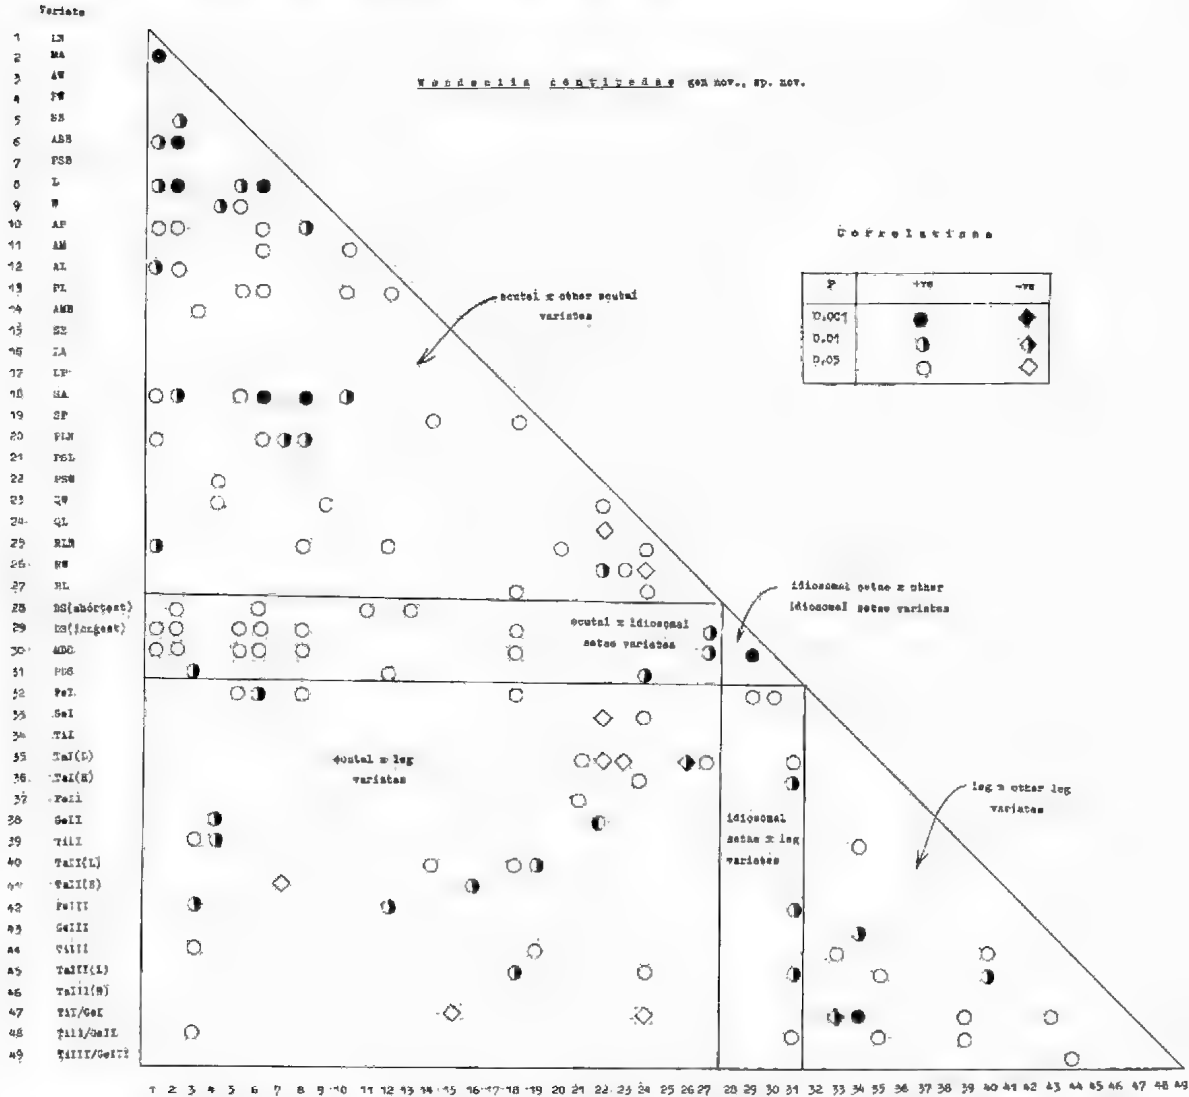 Variate
1 LN
2 MA
3 AW
4 PW
5 SB
6 ASB
7 PSB
8 L
9 W
10 AP
11 AM
12 AL
13 PL
14 AMB
15
16
17
18 SA
19 SP
20 PLN
21 PSL
22 PSW
23 QW
24 QL
25 RLN
26 RW
27 RL
28 DS(shortest)
29 DS(longest)
30 MDS
31 PDS
32 FeI
33 GeI
34 TiI
35 TaI(L)
36 TaI(H)
37 FeII
38 GeII
39 TiII
40 TaII(L)
41 TaII(H)
42 FeIII
43 GeIII
44 TiIII
45 TaIII(L)
46 TaIII(H)
47 TiI/GeI
48 TiII/GeII
49 TiIII/GeIII
gen nov., sp. nov.
Correlations
P +ve -ve
0.001
0.01
0.05
scutal x other scutal
variates
idiosomal setae x other
idiosomal setae variates
scutal x idiosomal
setae variates
scutal x leg
variates
idiosomal
setae x leg
variates
leg x other leg
variates
1 2 3 4 5 6 7 8 9 10 11 12 13 14 15 16 17 18 19 20 21 22 23 24 25 26 27 28 29 30 31 32 33 34 35 36 37 38 39 40 41 42 43 44 45 46 47 48 49